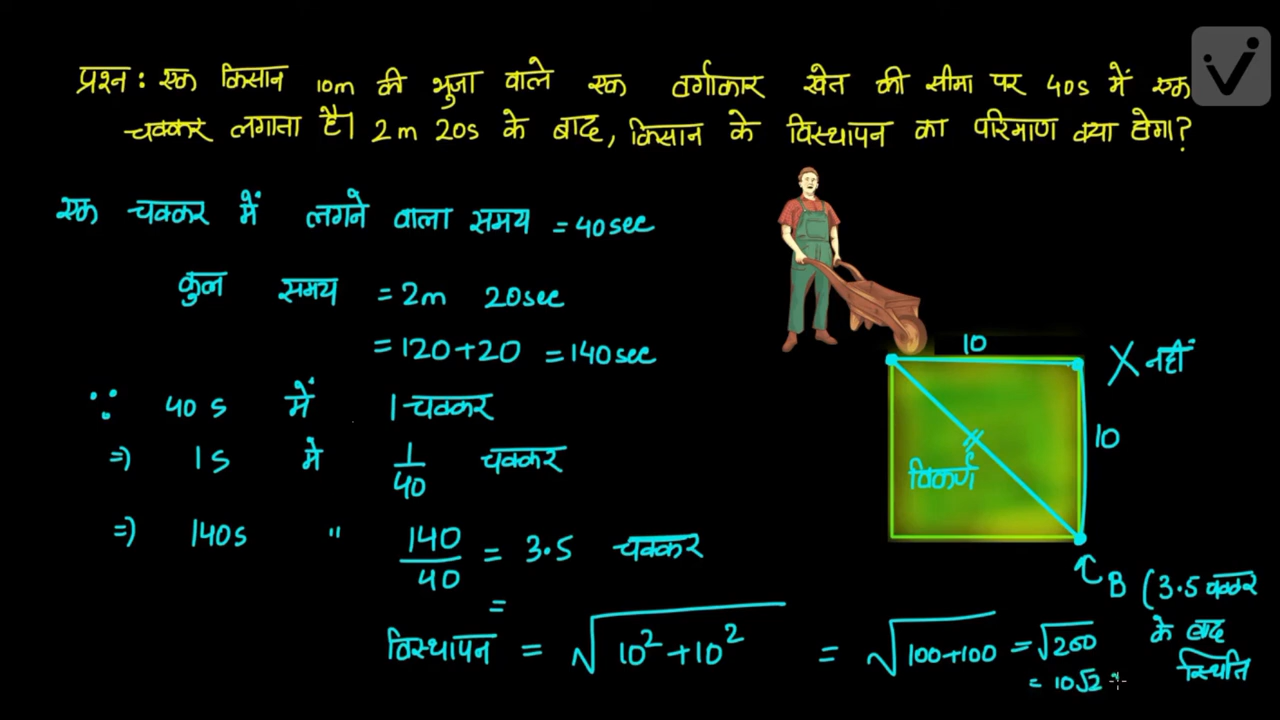 प्रश्न: एक किसान 10m की भुजा वाले एक वर्गाकार खेत की सीमा पर 40s में एक
चक्कर लगाता है। 2m 20s के बाद, किसान के विस्थापन का परिमाण क्या होगा?
एक चक्कर में लगने वाला समय = 40sec
कुल समय = 2m 20sec
= 120+20 = 140sec
∵ 40 s में 1 चक्कर
⇒ 1s मे 1/40 चक्कर
⇒ 140s " 140/40 = 3.5 चक्कर
=
विस्थापन = √10²+10² = √100+100 = √200
= 10√2
10
X नहीं
10
विकर्ण
B (3.5 चक्कर
के बाद
स्थिति